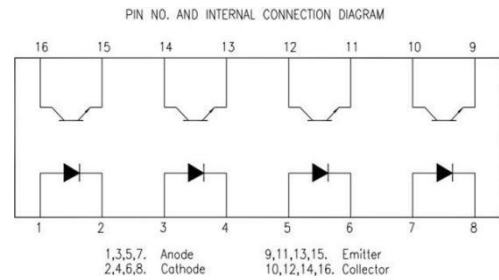 PIN NO. AND INTERNAL CONNECTION DIAGRAM
16 15 14 13 12 11 10 9
1 2 3 4 5 6 7 8
1,3,5,7. Anode 9,11,13,15. Emitter
2,4,6,8. Cathode 10,12,14,16. Collector